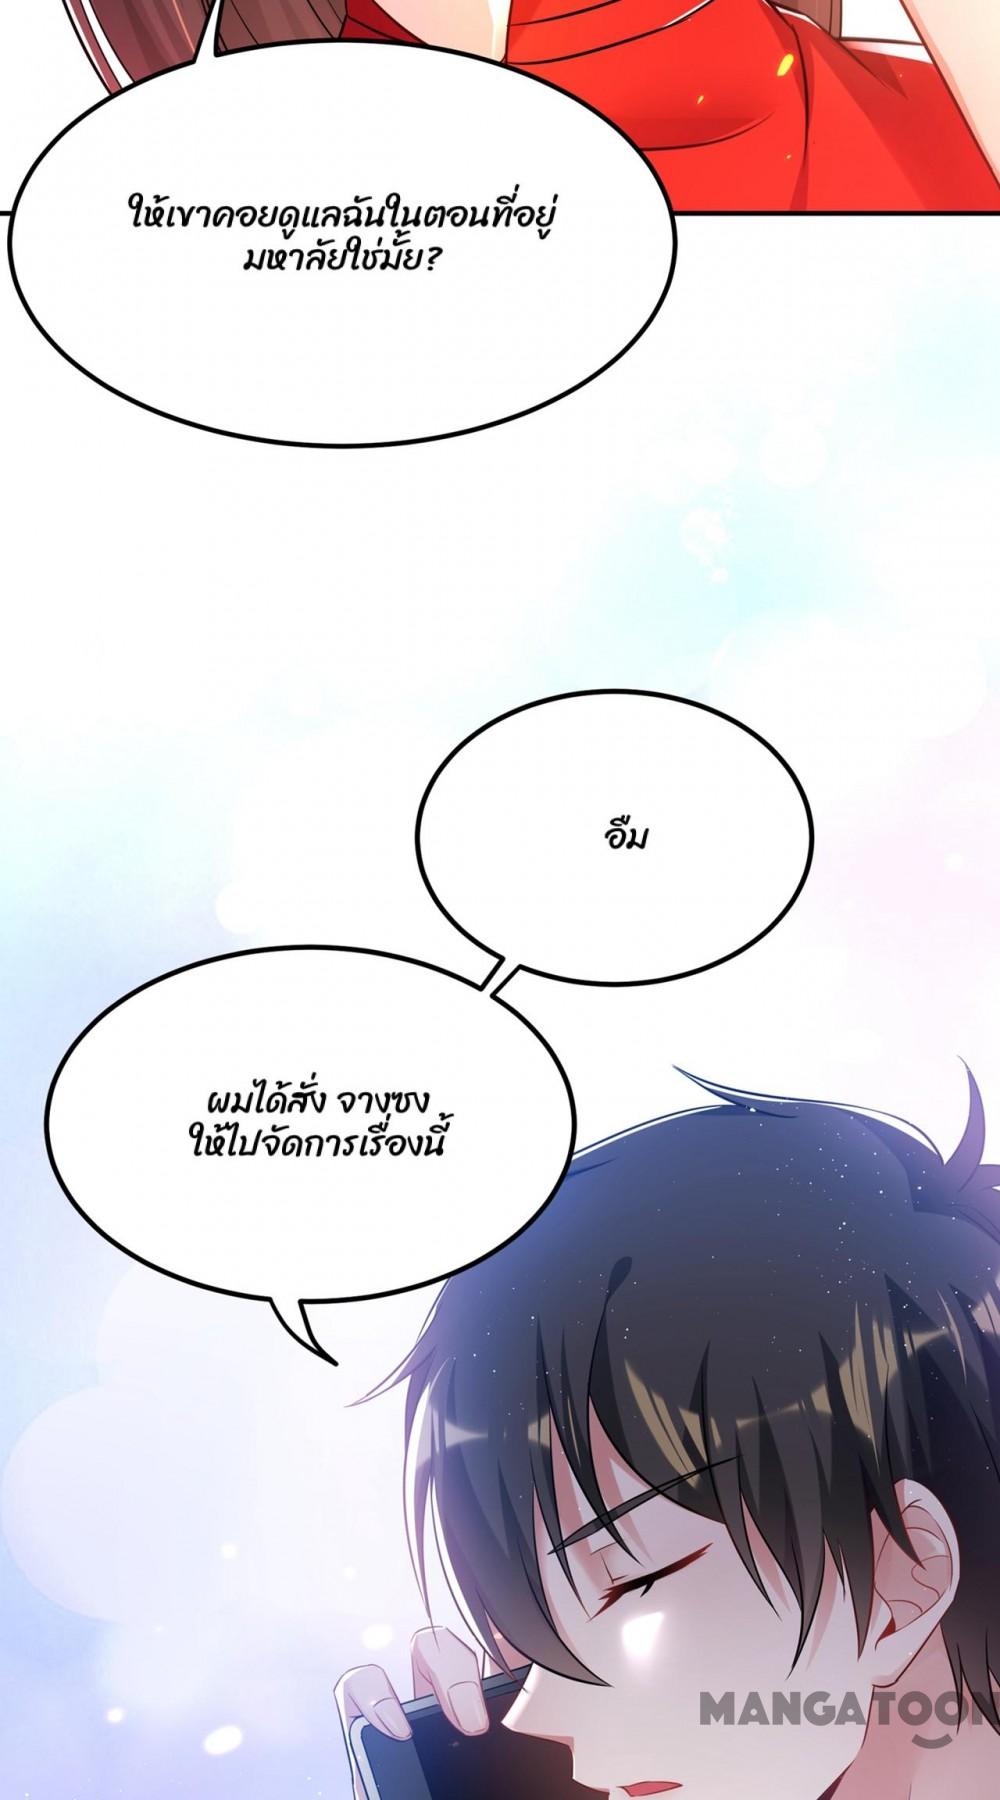 ให้เขาคอยดูแลฉันในตอนที่อยู่
มหาลัยใช่มั้ย?
อืม
ผมได้สั่ง จางซง
ให้ไปจัดการเรื่องนี้
MANGATOON